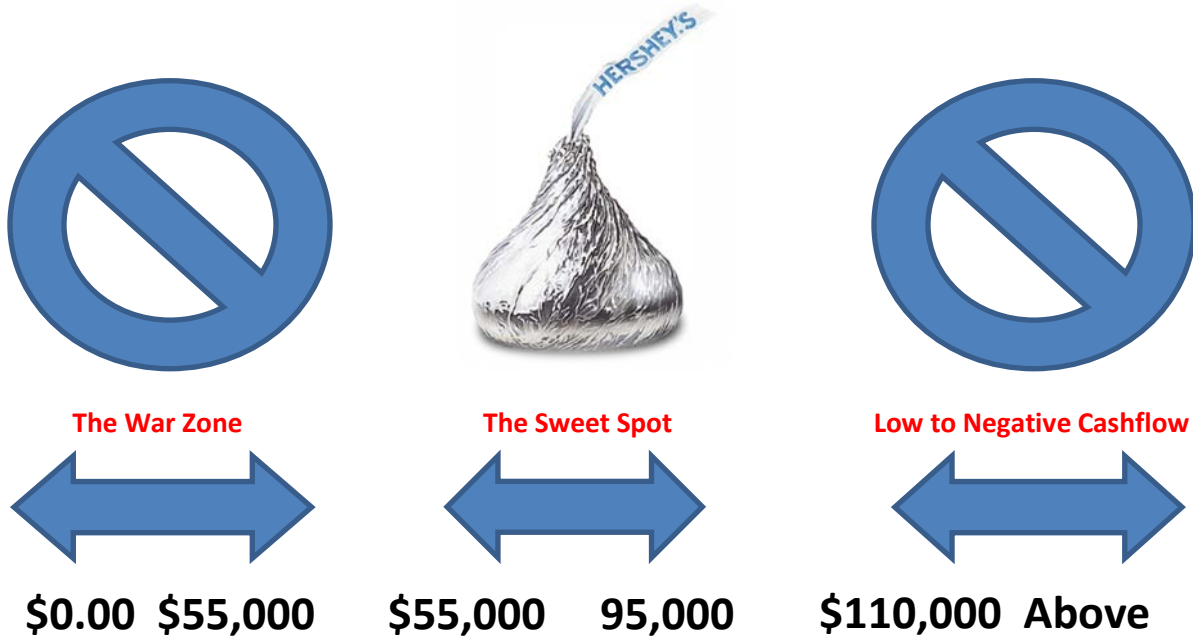 HERSHEY'S
The War Zone
The Sweet Spot
Low to Negative Cashflow
$0.00 $55,000
$55,000 95,000
$110,000 Above